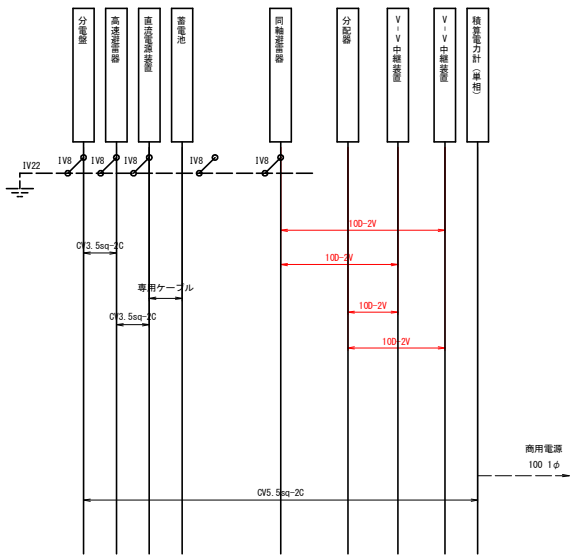 分電盤
高速避雷器
直流電源装置
蓄電池
同軸避雷器
分配器
V-V中継装置
V-V中継装置
積算電力計（単相）
IV22
IV8
IV8
IV8
IV8
IV8
10D-2V
CV3.5sq-2C
10D-2V
専用ケーブル
10D-2V
CV3.5sq-2C
10D-2V
商用電源
100 1φ
CV5.5sq-2C